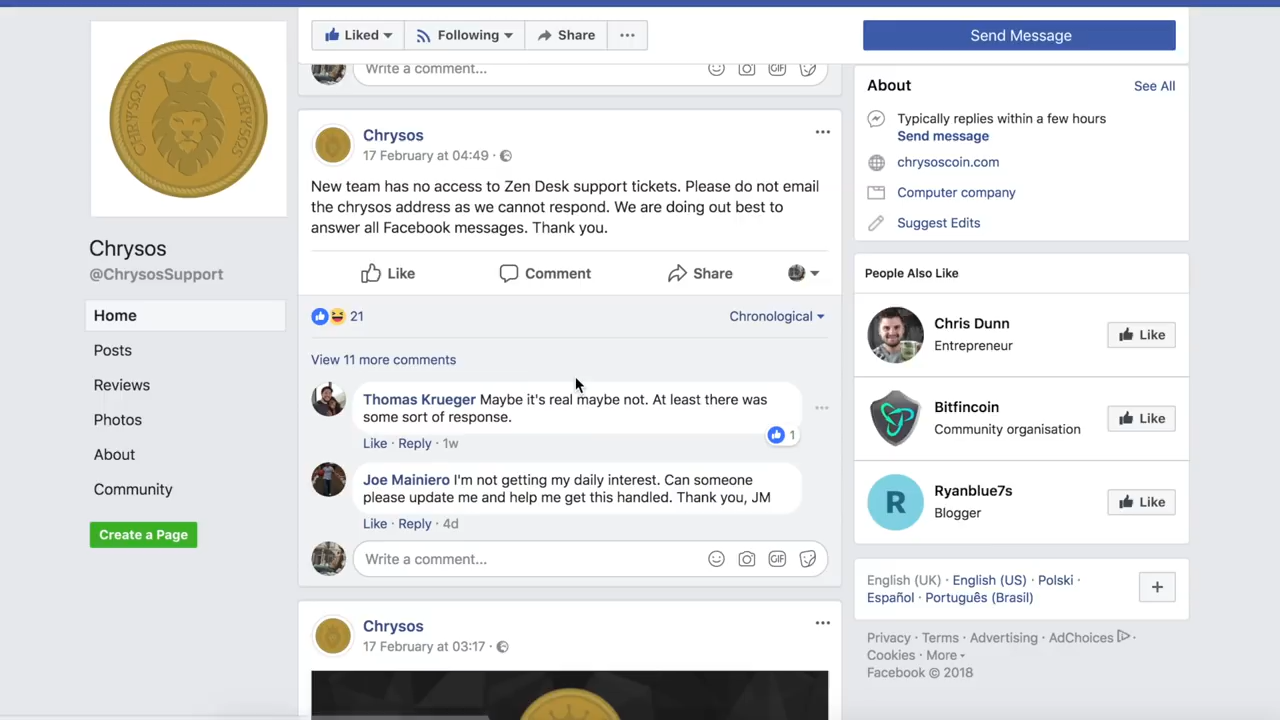 Liked
Following
Share
Send Message
CHRYSOS
CHRYSOS
Chrysos
@ChrysosSupport
Home
Posts
Reviews
Photos
About
Community
Create a Page
Write a comment...
GIF
Chrysos
17 February at 04:49 ·
New team has no access to Zen Desk support tickets. Please do not email
the chrysos address as we cannot respond. We are doing out best to
answer all Facebook messages. Thank you.
Like
Comment
Share
21
Chronological
View 11 more comments
Thomas Krueger Maybe it's real maybe not. At least there was
some sort of response.
1
Like · Reply · 1w
Joe Mainiero I'm not getting my daily interest. Can someone
please update me and help me get this handled. Thank you, JM
Like · Reply · 4d
Write a comment...
GIF
Chrysos
17 February at 03:17 ·
About
See All
Typically replies within a few hours
Send message
chrysoscoin.com
Computer company
Suggest Edits
People Also Like
Chris Dunn
Entrepreneur
Like
Bitfincoin
Community organisation
Like
R
Ryanblue7s
Blogger
Like
English (UK) · English (US) · Polski ·
Español · Português (Brasil)
Privacy · Terms · Advertising · AdChoices ·
Cookies · More
Facebook © 2018